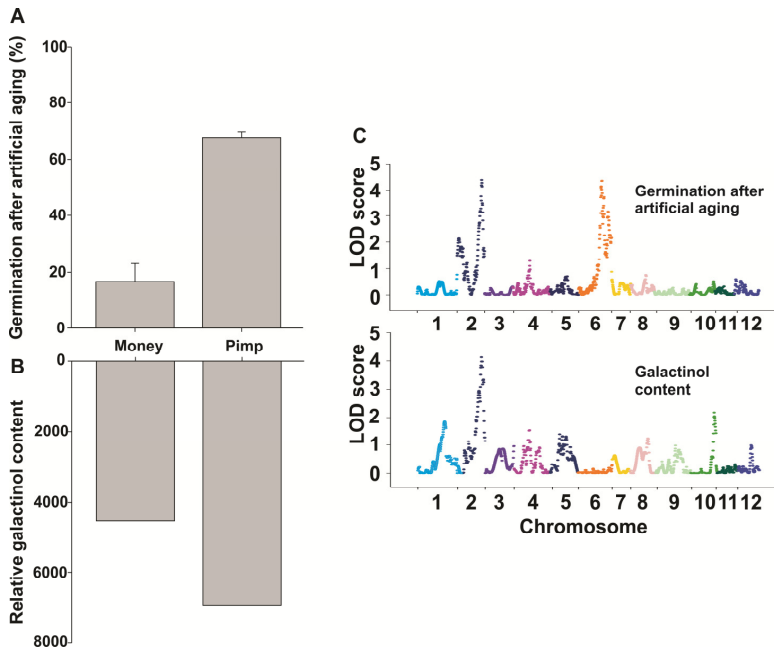 A
Germination after artificial aging (%)
100
80
60
40
20
0
Money Pimp
B
Relative galactinol content
0
2000
4000
6000
8000
C
LOD score
5
4
3
2
1
0
Germination after
artificial aging
1 2 3 4 5 6 7 8 9 10 11 12
LOD score
5
4
3
2
1
0
Galactinol
content
1 2 3 4 5 6 7 8 9 10 11 12
Chromosome